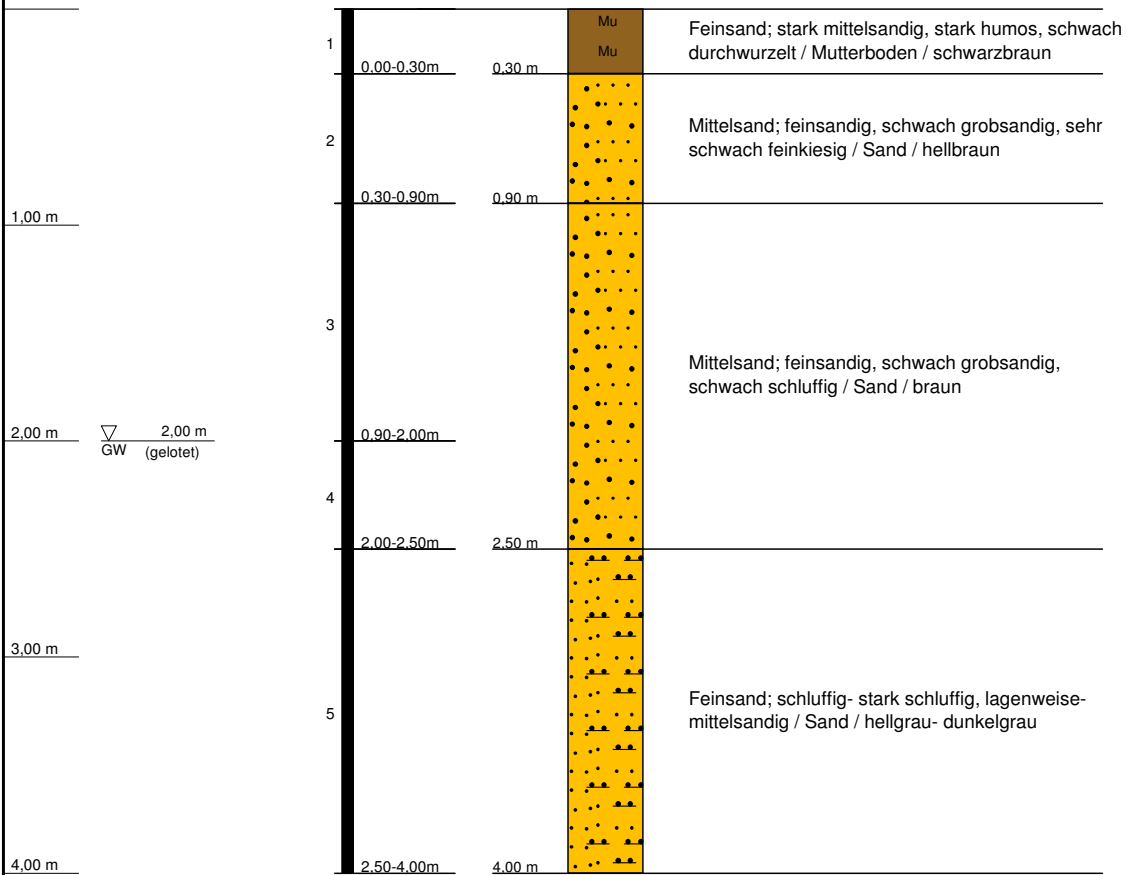 Mu
Feinsand; stark mittelsandig, stark humos, schwach
1
Mu
durchwurzelt / Mutterboden / schwarzbraun
0,00-0,30m
0,30 m
Mittelsand; feinsandig, schwach grobsandig, sehr
2
schwach feinkiesig / Sand / hellbraun
0,30-0,90m
0,90 m
1,00 m
3
Mittelsand; feinsandig, schwach grobsandig,
schwach schluffig / Sand / braun
2,00 m
2,00 m
0,90-2,00m
GW (gelotet)
4
2,00-2,50m
2,50 m
3,00 m
Feinsand; schluffig- stark schluffig, lagenweise-
5
mittelsandig / Sand / hellgrau- dunkelgrau
4,00 m
2,50-4,00m
4,00 m